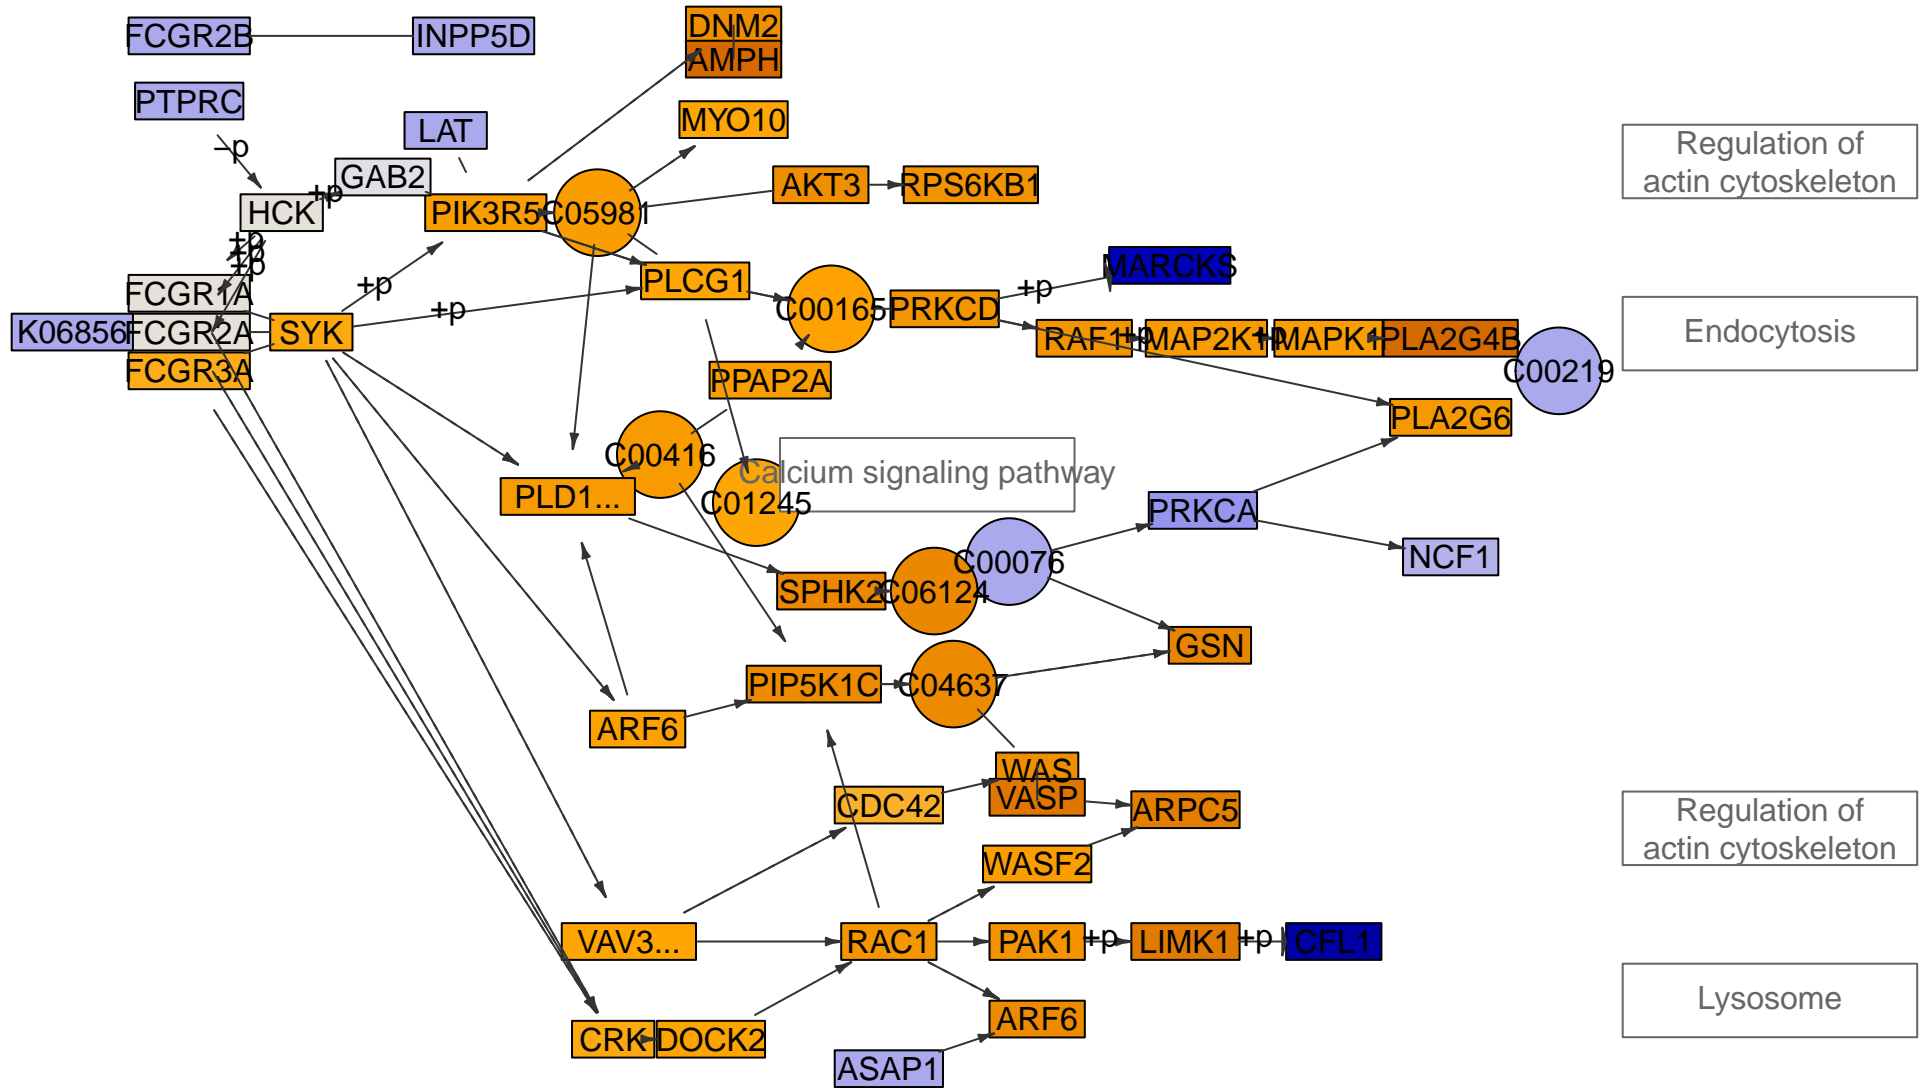 FCGR2B
INPP5D
DNM2
AMPH
PTPRC
LAT
MYO10
–p
Regulation of
actin cytoskeleton
GAB2
+p
HCK
PIK3R5
C05981
AKT3
RPS6KB1
+p
+p
+p
MARCKS
FCGR1A
+p
PLCG1
+p
C00165
PRKCD
+p
K06856
FCGR2A
SYK
Endocytosis
RAF1
+p
MAP2K1
+p
MAPK1
PLA2G4B
FCGR3A
PPAP2A
C00219
PLA2G6
C00416
Calcium signaling pathway
PLD1...
C01245
PRKCA
C00076
NCF1
SPHK2
C06124
GSN
PIP5K1C
C04637
ARF6
WAS
VASP
CDC42
ARPC5
Regulation of
actin cytoskeleton
WASF2
VAV3...
RAC1
PAK1
+p
LIMK1
+p
CFL1
Lysosome
ARF6
CRK
DOCK2
ASAP1